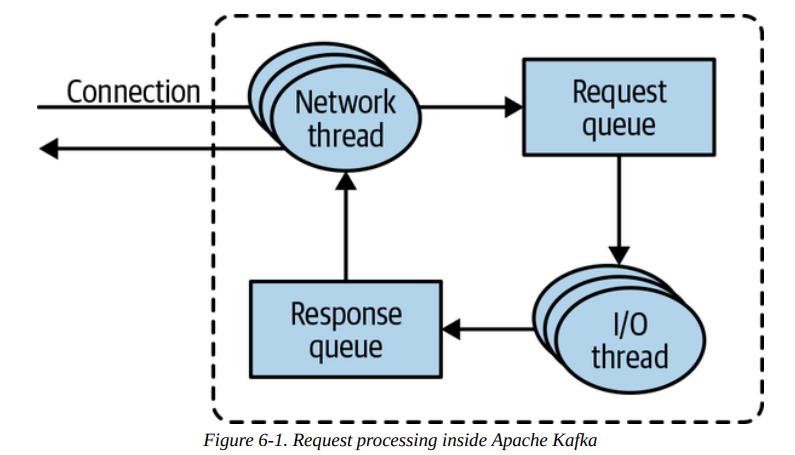 Connection
Network
thread
Request
queue
Response
queue
I/O
thread
Figure 6-1. Request processing inside Apache Kafka